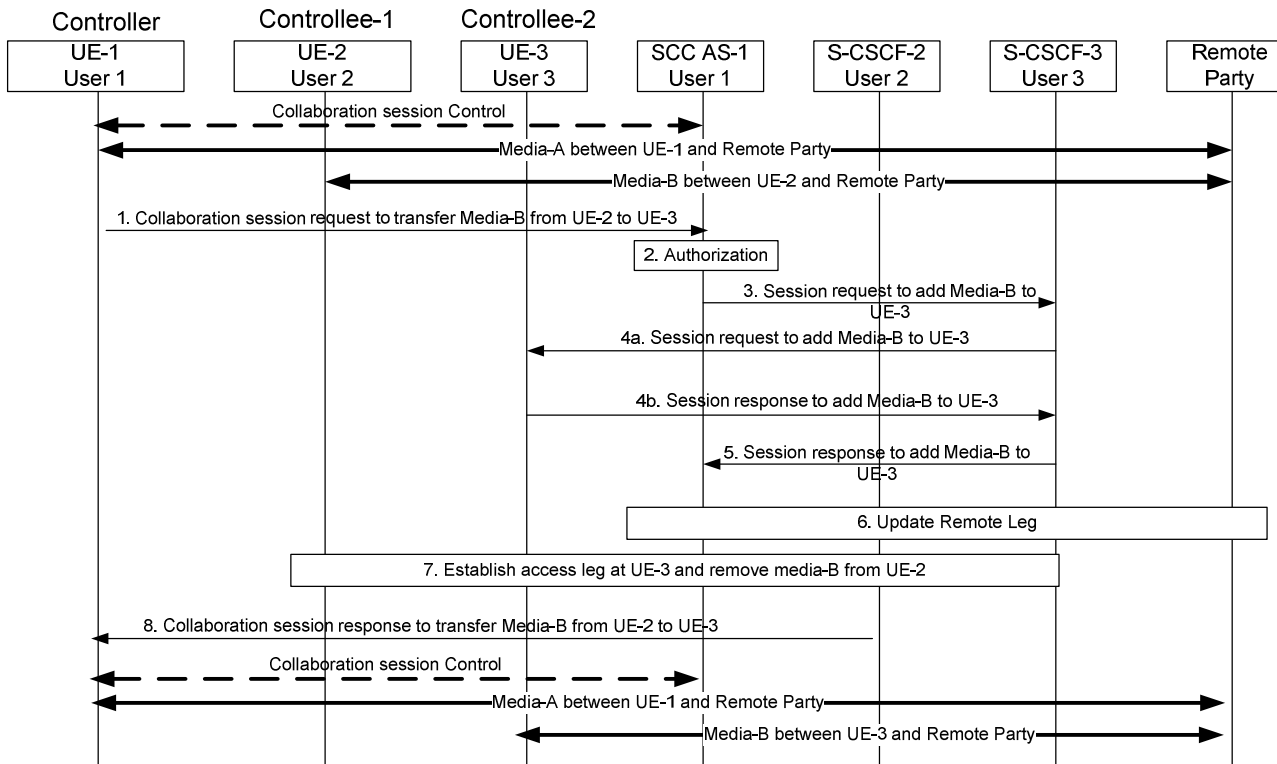 Controller
Controllee-1
Controllee-2
UE-1
User 1
UE-2
User 2
UE-3
User 3
SCC AS-1
User 1
S-CSCF-2
User 2
S-CSCF-3
User 3
Remote
Party
Collaboration session Control
Media-A between UE-1 and Remote Party
Media-B between UE-2 and Remote Party
1. Collaboration session request to transfer Media-B from UE-2 to UE-3
2. Authorization
3. Session request to add Media-B to
UE-3
4a. Session request to add Media-B to UE-3
4b. Session response to add Media-B to UE-3
5. Session response to add Media-B to
UE-3
6. Update Remote Leg
7. Establish access leg at UE-3 and remove media-B from UE-2
8. Collaboration session response to transfer Media-B from UE-2 to UE-3
Collaboration session Control
Media-A between UE-1 and Remote Party
Media-B between UE-3 and Remote Party